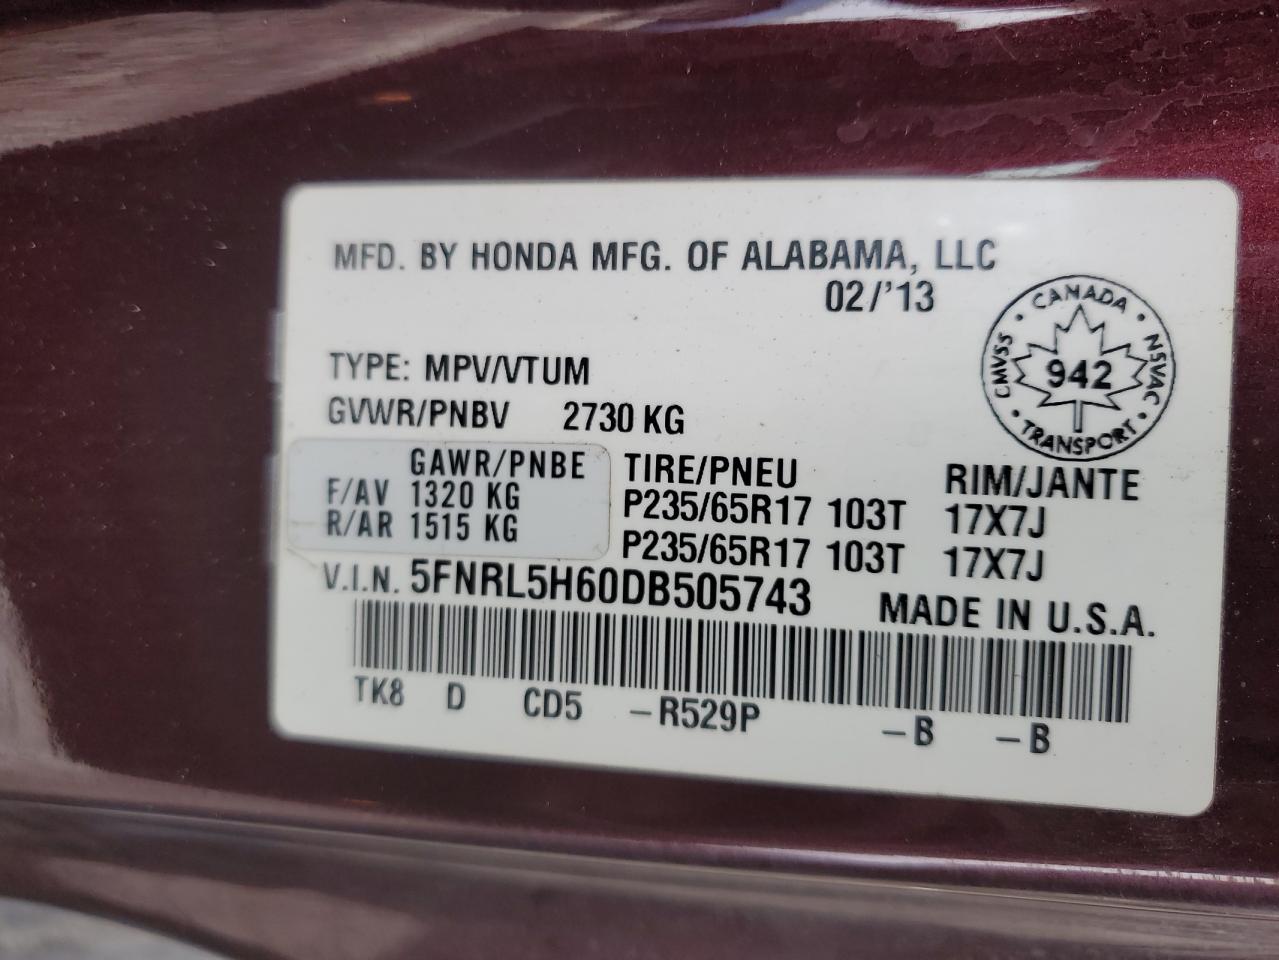 MFD. BY HONDA MFG. OF ALABAMA, LLC
02/'13
CANADA
CMVSS
942
NSVAC
TRANSPORT
TYPE: MPV/VTUM
GVWR/PNBV 2730 KG
GAWR/PNBE TIRE/PNEU RIM/JANTE
F/AV 1320 KG P235/65R17 103T 17X7J
R/AR 1515 KG P235/65R17 103T 17X7J
V.I.N. 5FNRL5H60DB505743 MADE IN U.S.A.
TK8 D CD5 –R529P –B –B